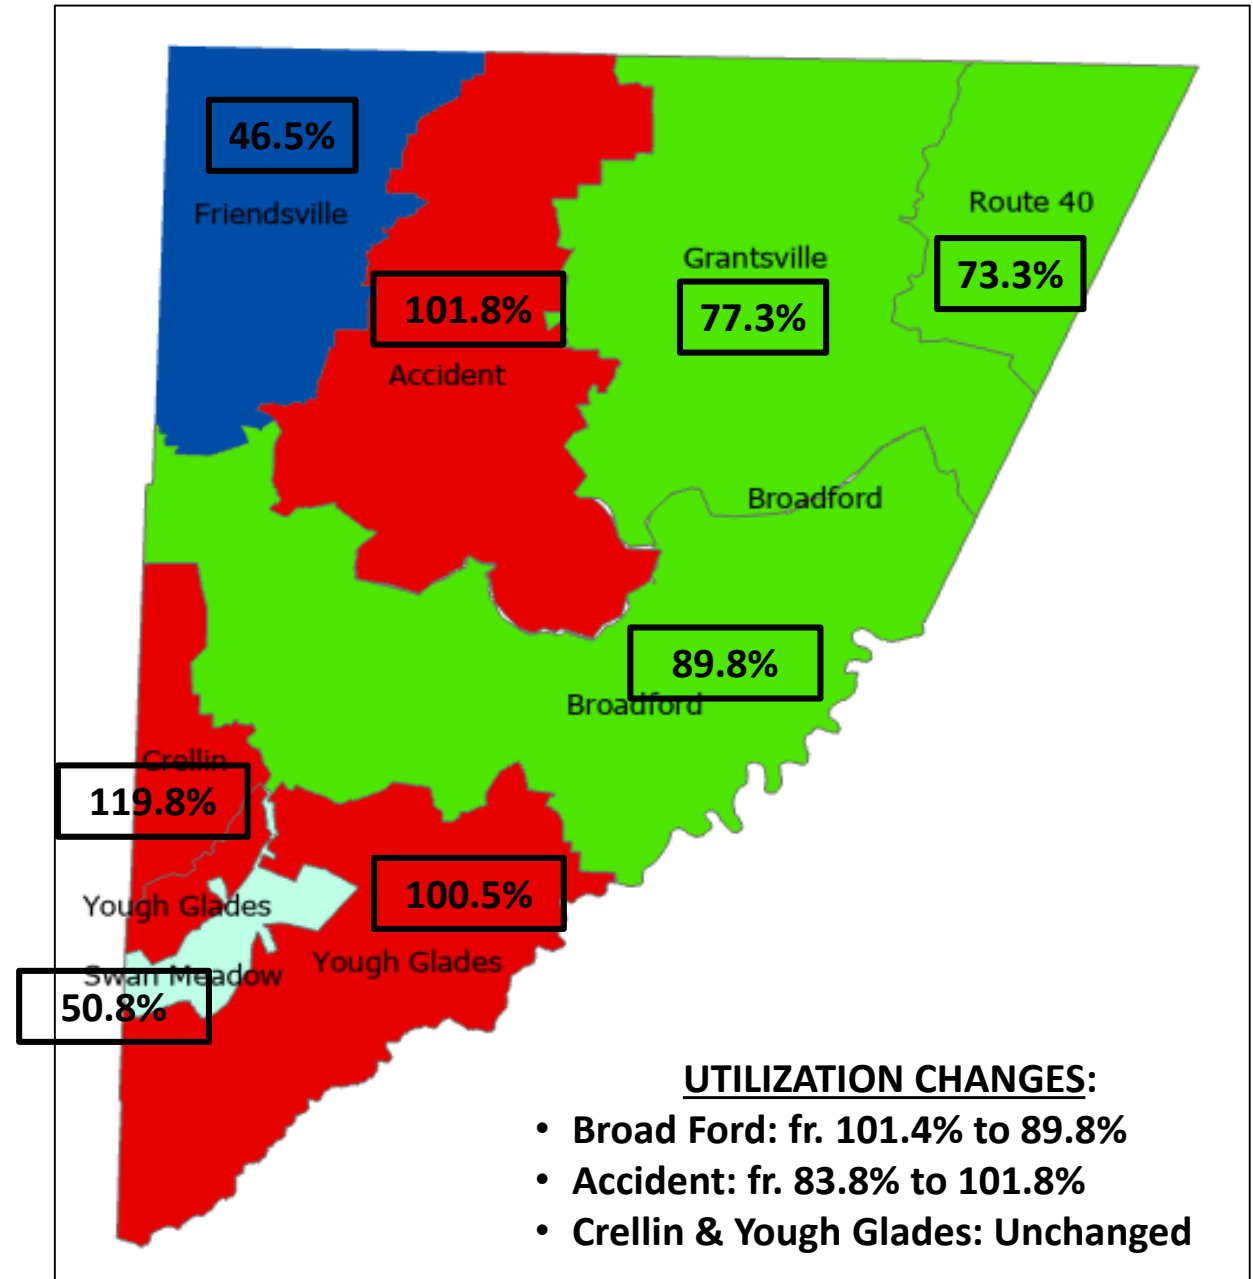 46.5%
Friendsville
Route 40
73.3%
Grantsville
77.3%
101.8%
Accident
Broadford
89.8%
Broadford
Crellin
119.8%
100.5%
Yough Glades
Yough Glades
Swan Meadow
50.8%
UTILIZATION CHANGES:
• Broad Ford: fr. 101.4% to 89.8%
• Accident: fr. 83.8% to 101.8%
• Crellin & Yough Glades: Unchanged